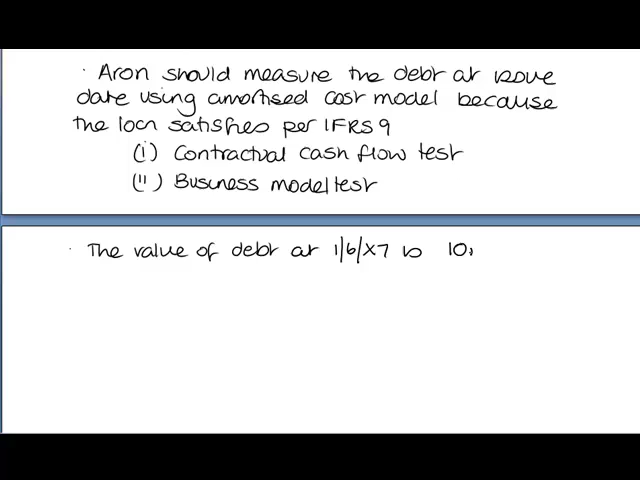 · Aron should measure the debt at issue
date using amortised cost model because
the loan satisfies per IFRS 9
(i) Contractual cash flow test
(ii) Business model test
· The value of debt at 1/6/X7 is 10,